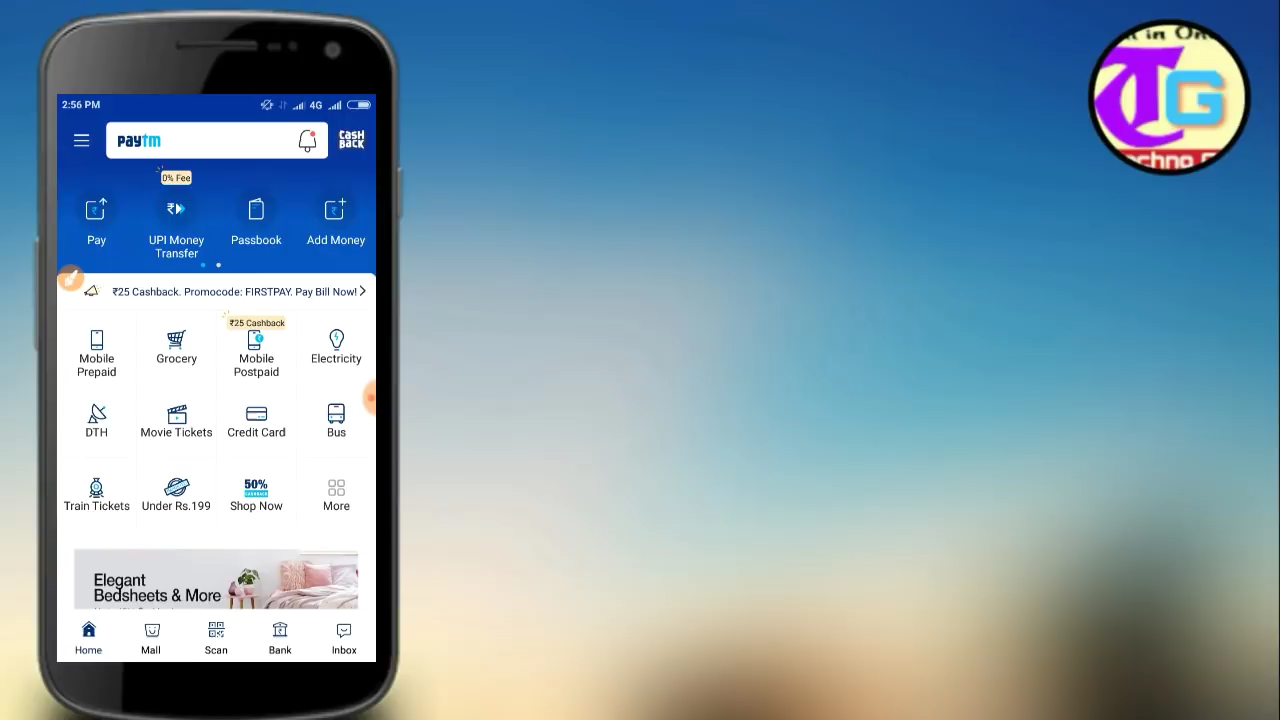 2:56 PM
4G
paytm
CASH
BACK
0% Fee
Pay
UPI Money
Transfer
Passbook
Add Money
₹25 Cashback. Promocode: FIRSTPAY. Pay Bill Now!
₹25 Cashback
Mobile
Prepaid
Grocery
Mobile
Postpaid
Electricity
DTH
Movie Tickets
Credit Card
Bus
50%
CASHBACK
Train Tickets
Under Rs.199
Shop Now
More
Elegant
Bedsheets & More
Home
Mall
Scan
Bank
Inbox
in
TG